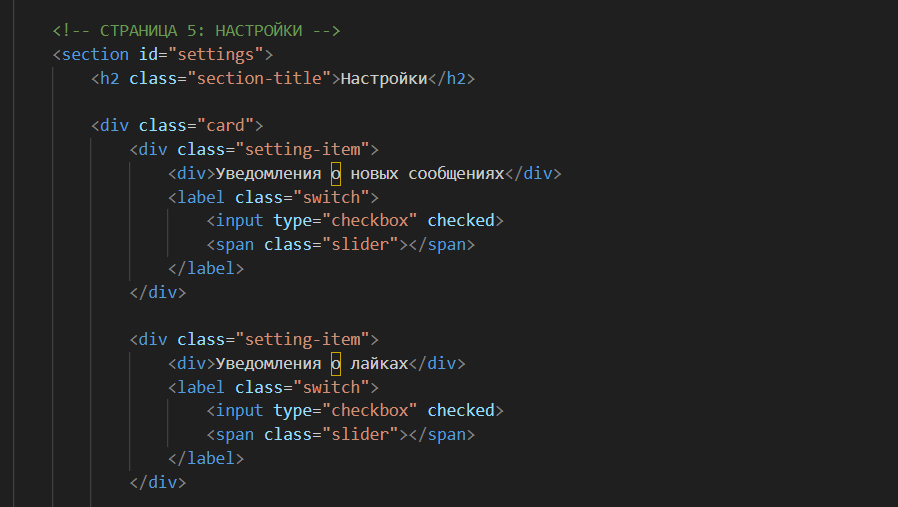 <!-- СТРАНИЦА 5: НАСТРОЙКИ -->
<section id="settings">
<h2 class="section-title">Настройки</h2>
<div class="card">
<div class="setting-item">
<div>Уведомления о новых сообщениях</div>
<label class="switch">
<input type="checkbox" checked>
<span class="slider"></span>
</label>
</div>
<div class="setting-item">
<div>Уведомления о лайках</div>
<label class="switch">
<input type="checkbox" checked>
<span class="slider"></span>
</label>
</div>